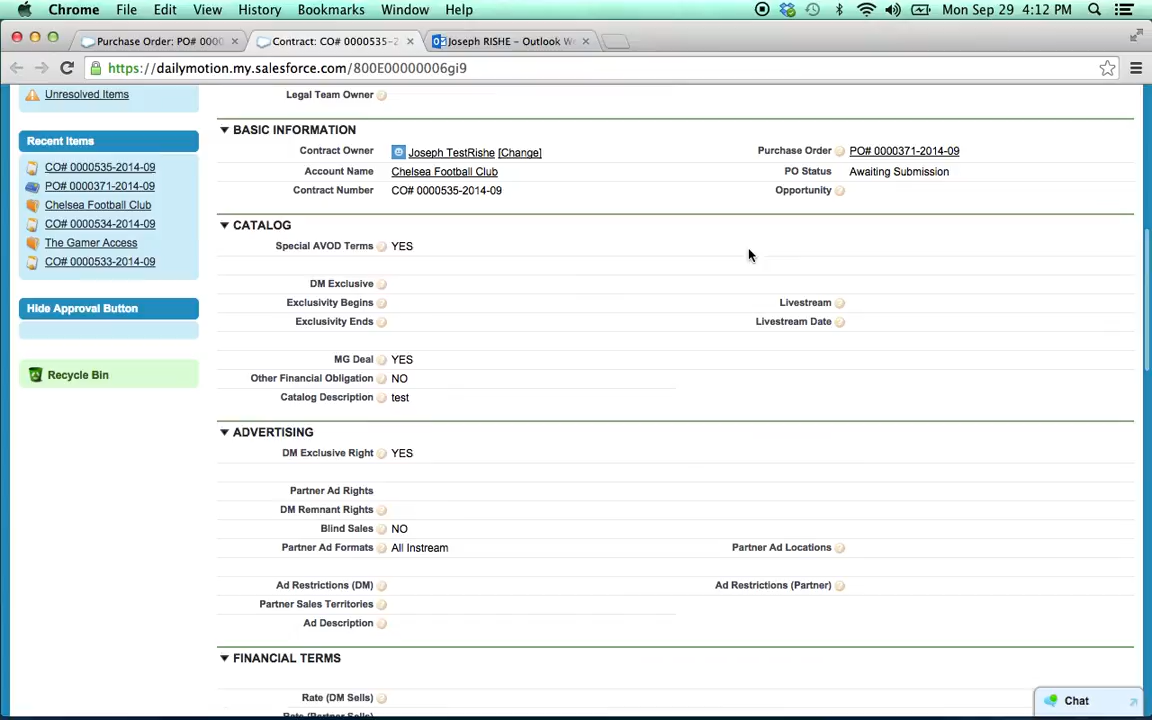 Chrome File Edit View History Bookmarks Window Help Mon Sep 29 4:12 PM
Purchase Order: PO# 0000 Contract: CO# 0000535-2 Joseph RISHE - Outlook W
https://dailymotion.my.salesforce.com/800E00000006gi9
Unresolved Items
Recent Items
CO# 0000535-2014-09
PO# 0000371-2014-09
Chelsea Football Club
CO# 0000534-2014-09
The Gamer Access
CO# 0000533-2014-09
Hide Approval Button
Recycle Bin
Legal Team Owner
BASIC INFORMATION
Contract Owner Joseph TestRishe [Change] Purchase Order PO# 0000371-2014-09
Account Name Chelsea Football Club PO Status Awaiting Submission
Contract Number CO# 0000535-2014-09 Opportunity
CATALOG
Special AVOD Terms YES
DM Exclusive
Exclusivity Begins Livestream
Exclusivity Ends Livestream Date
MG Deal YES
Other Financial Obligation NO
Catalog Description test
ADVERTISING
DM Exclusive Right YES
Partner Ad Rights
DM Remnant Rights
Blind Sales NO
Partner Ad Formats All Instream Partner Ad Locations
Ad Restrictions (DM) Ad Restrictions (Partner)
Partner Sales Territories
Ad Description
FINANCIAL TERMS
Rate (DM Sells)
Rate (Partner Sells)
Chat